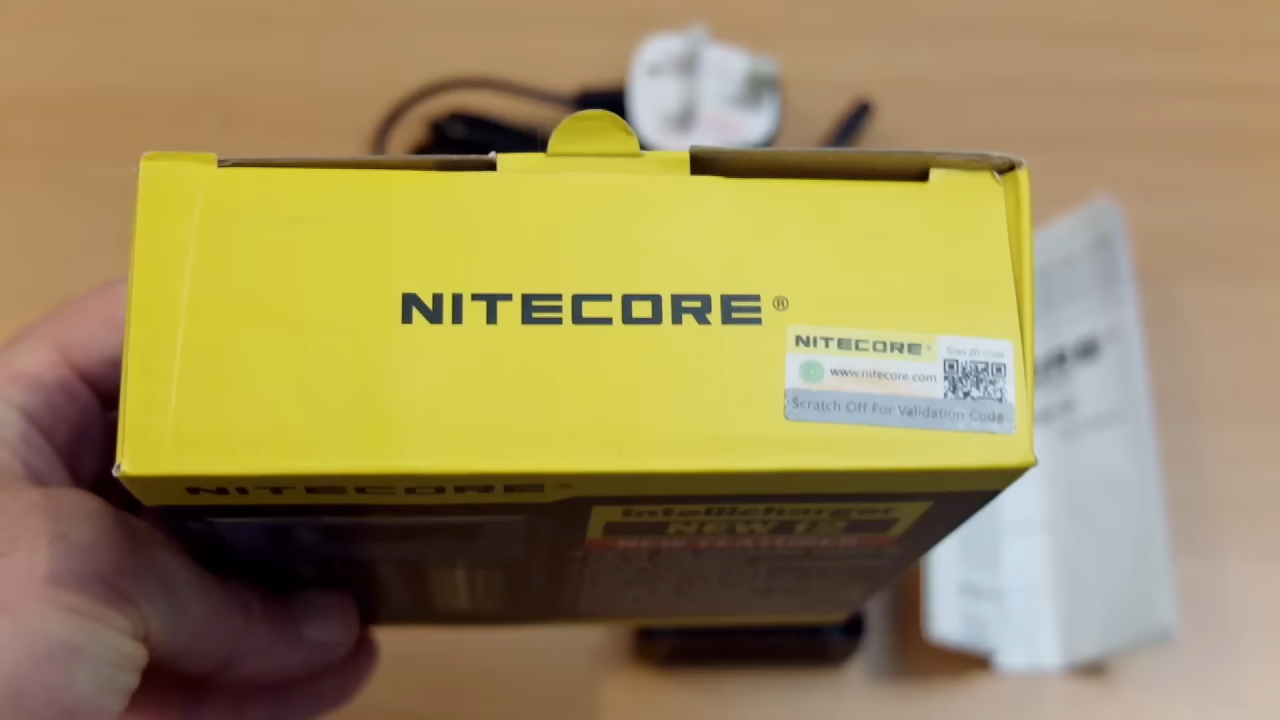 NITECORE®
NITECORE®
Scan 2D Code
www.nitecore.com
Scratch Off For Validation Code
NITECORE
intellicharger
NEW i2
NEW FEATURES